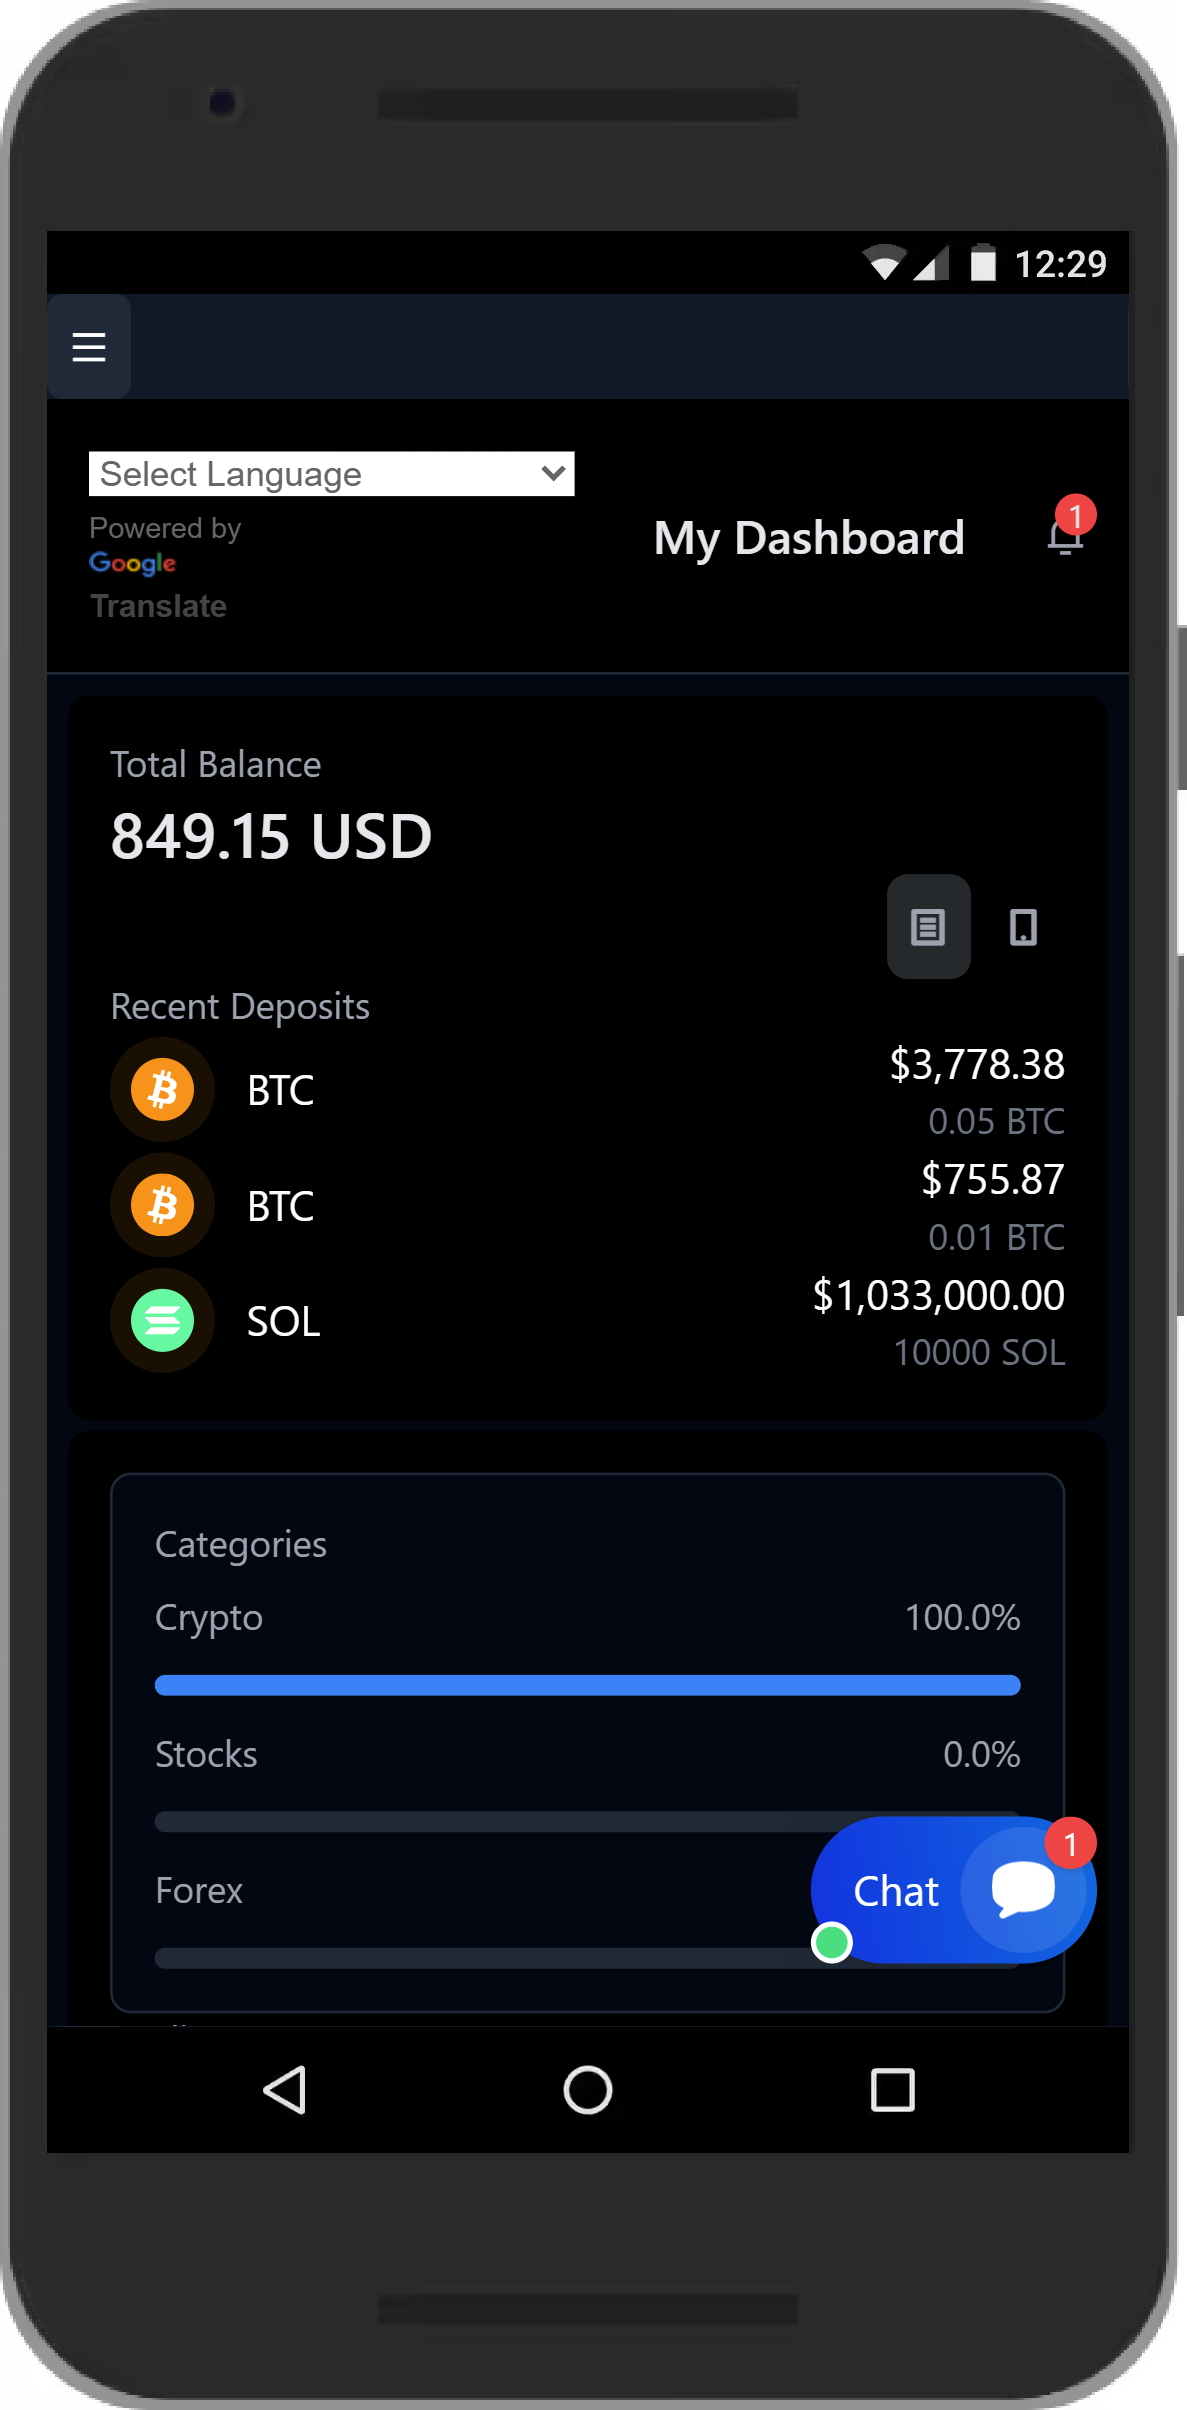 12:29
Select Language
Powered by
Google
Translate
My Dashboard
1
Total Balance
849.15 USD
Recent Deposits
BTC
$3,778.38
0.05 BTC
BTC
$755.87
0.01 BTC
SOL
$1,033,000.00
10000 SOL
Categories
Crypto 100.0%
Stocks 0.0%
Forex
Chat
1